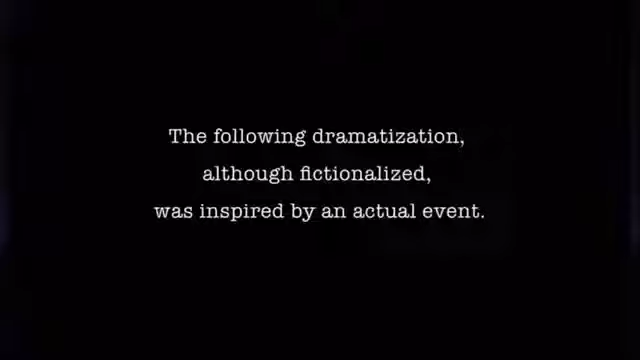 The following dramatization,
although fictionalized,
was inspired by an actual event.